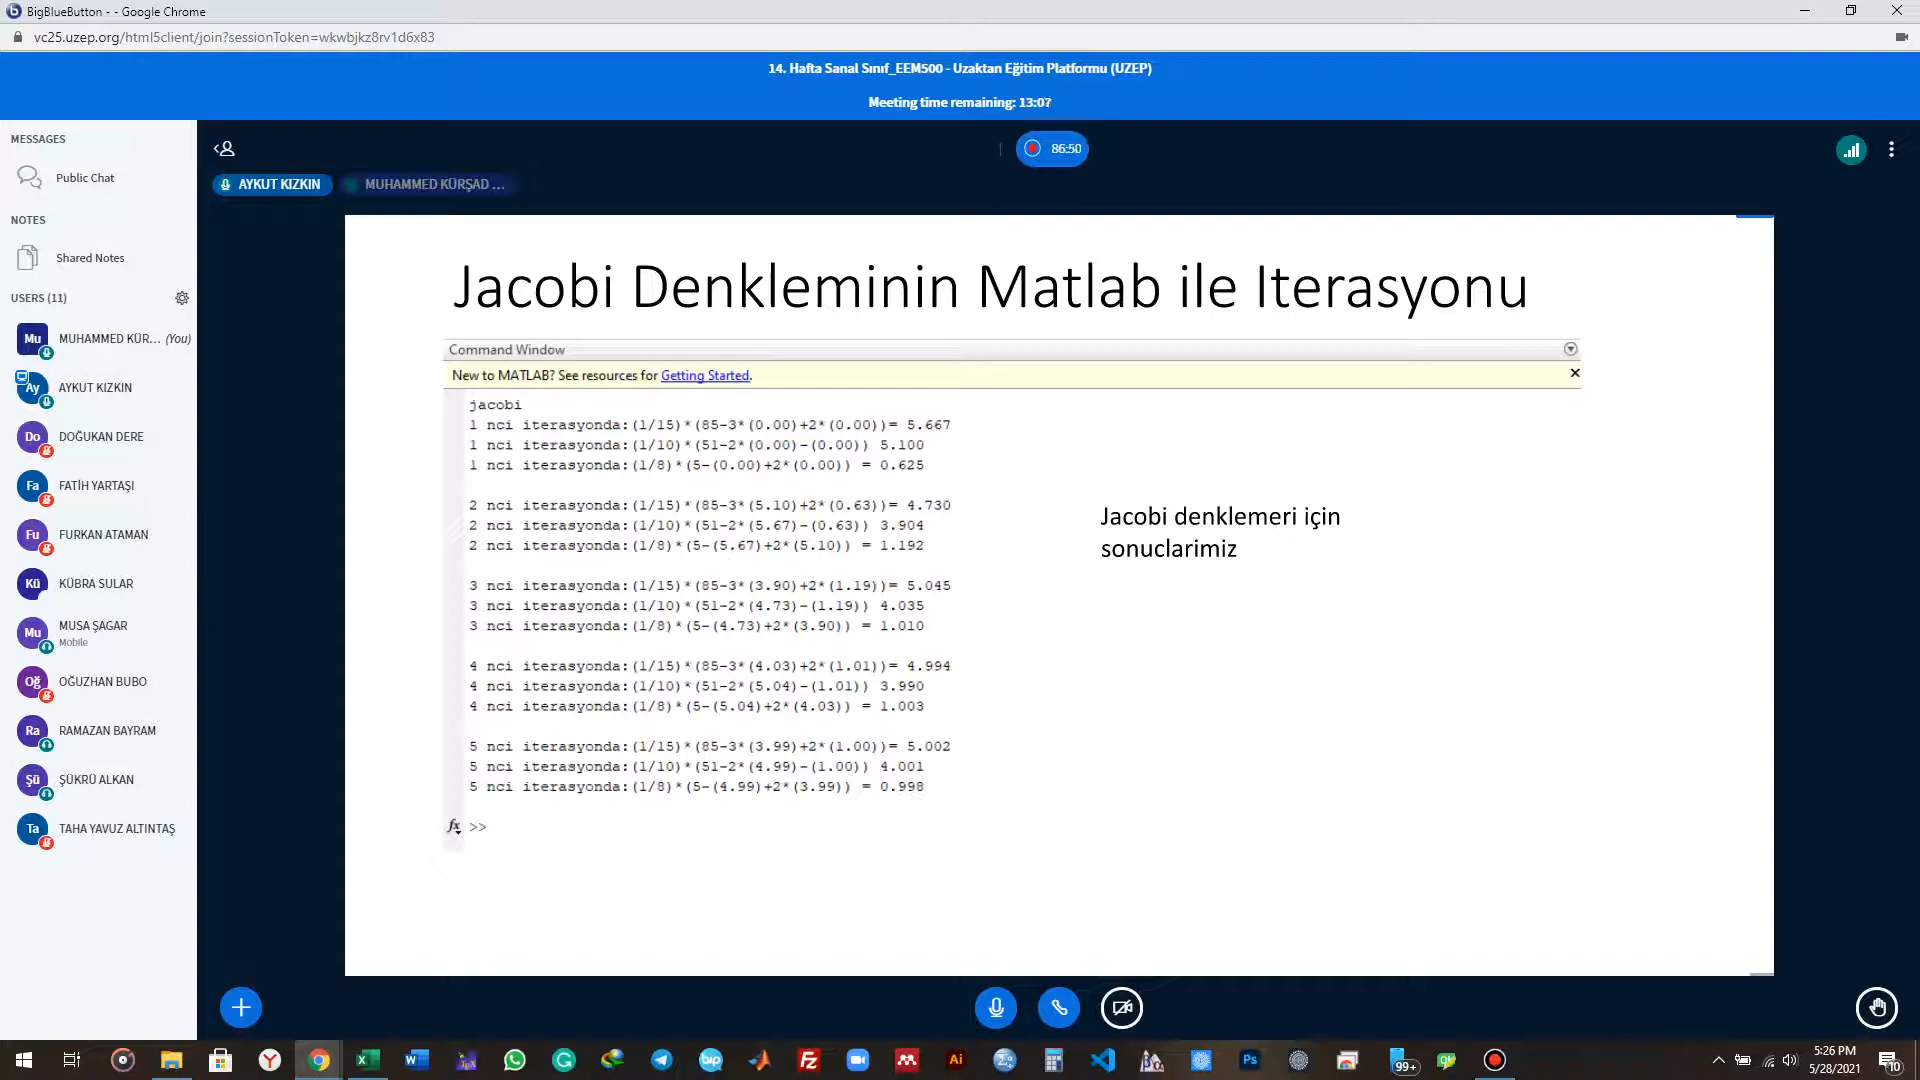 BigBlueButton - - Google Chrome
vc25.uzep.org/html5client/join?sessionToken=wkwbjkz8rv1d6x83
14. Hafta Sanal Sınıf_EEM500 - Uzaktan Eğitim Platformu (UZEP)
Meeting time remaining: 13:07
MESSAGES
Public Chat
NOTES
Shared Notes
USERS (11)
Mu MUHAMMED KÜR... (You)
Ay AYKUT KIZKIN
Do DOĞUKAN DERE
Fa FATİH YARTAŞI
Fu FURKAN ATAMAN
Kü KÜBRA SULAR
Mu MUSA ŞAGAR
Mobile
Oğ OĞUZHAN BUBO
Ra RAMAZAN BAYRAM
Şü ŞÜKRÜ ALKAN
Ta TAHA YAVUZ ALTINTAŞ
86:50
AYKUT KIZKIN MUHAMMED KÜRŞAD ...
Jacobi Denkleminin Matlab ile Iterasyonu
Command Window
New to MATLAB? See resources for Getting Started.
jacobi
1 nci iterasyonda:(1/15)*(85-3*(0.00)+2*(0.00))= 5.667
1 nci iterasyonda:(1/10)*(51-2*(0.00)-(0.00)) 5.100
1 nci iterasyonda:(1/8)*(5-(0.00)+2*(0.00)) = 0.625
2 nci iterasyonda:(1/15)*(85-3*(5.10)+2*(0.63))= 4.730
2 nci iterasyonda:(1/10)*(51-2*(5.67)-(0.63)) 3.904
2 nci iterasyonda:(1/8)*(5-(5.67)+2*(5.10)) = 1.192
3 nci iterasyonda:(1/15)*(85-3*(3.90)+2*(1.19))= 5.045
3 nci iterasyonda:(1/10)*(51-2*(4.73)-(1.19)) 4.035
3 nci iterasyonda:(1/8)*(5-(4.73)+2*(3.90)) = 1.010
4 nci iterasyonda:(1/15)*(85-3*(4.03)+2*(1.01))= 4.994
4 nci iterasyonda:(1/10)*(51-2*(5.04)-(1.01)) 3.990
4 nci iterasyonda:(1/8)*(5-(5.04)+2*(4.03)) = 1.003
5 nci iterasyonda:(1/15)*(85-3*(3.99)+2*(1.00))= 5.002
5 nci iterasyonda:(1/10)*(51-2*(4.99)-(1.00)) 4.001
5 nci iterasyonda:(1/8)*(5-(4.99)+2*(3.99)) = 0.998
fx >>
Jacobi denklemeri için
sonuclarimiz
99+
5:26 PM
5/28/2021
10